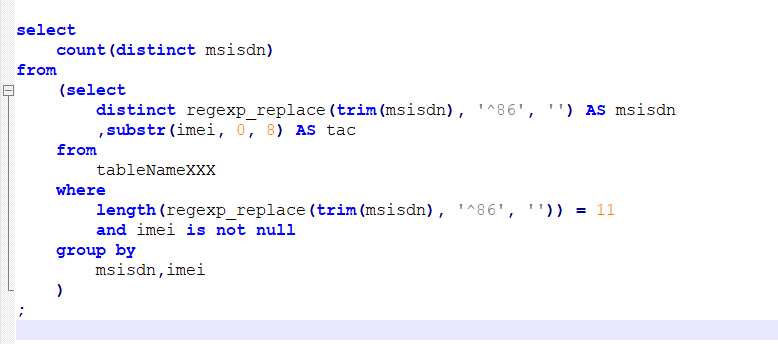 select
    count(distinct msisdn)
from
    (select
        distinct regexp_replace(trim(msisdn), '^86', '') AS msisdn
        ,substr(imei, 0, 8) AS tac
    from
        tableNameXXX
    where
        length(regexp_replace(trim(msisdn), '^86', '')) = 11
        and imei is not null
    group by
        msisdn,imei
    )
;